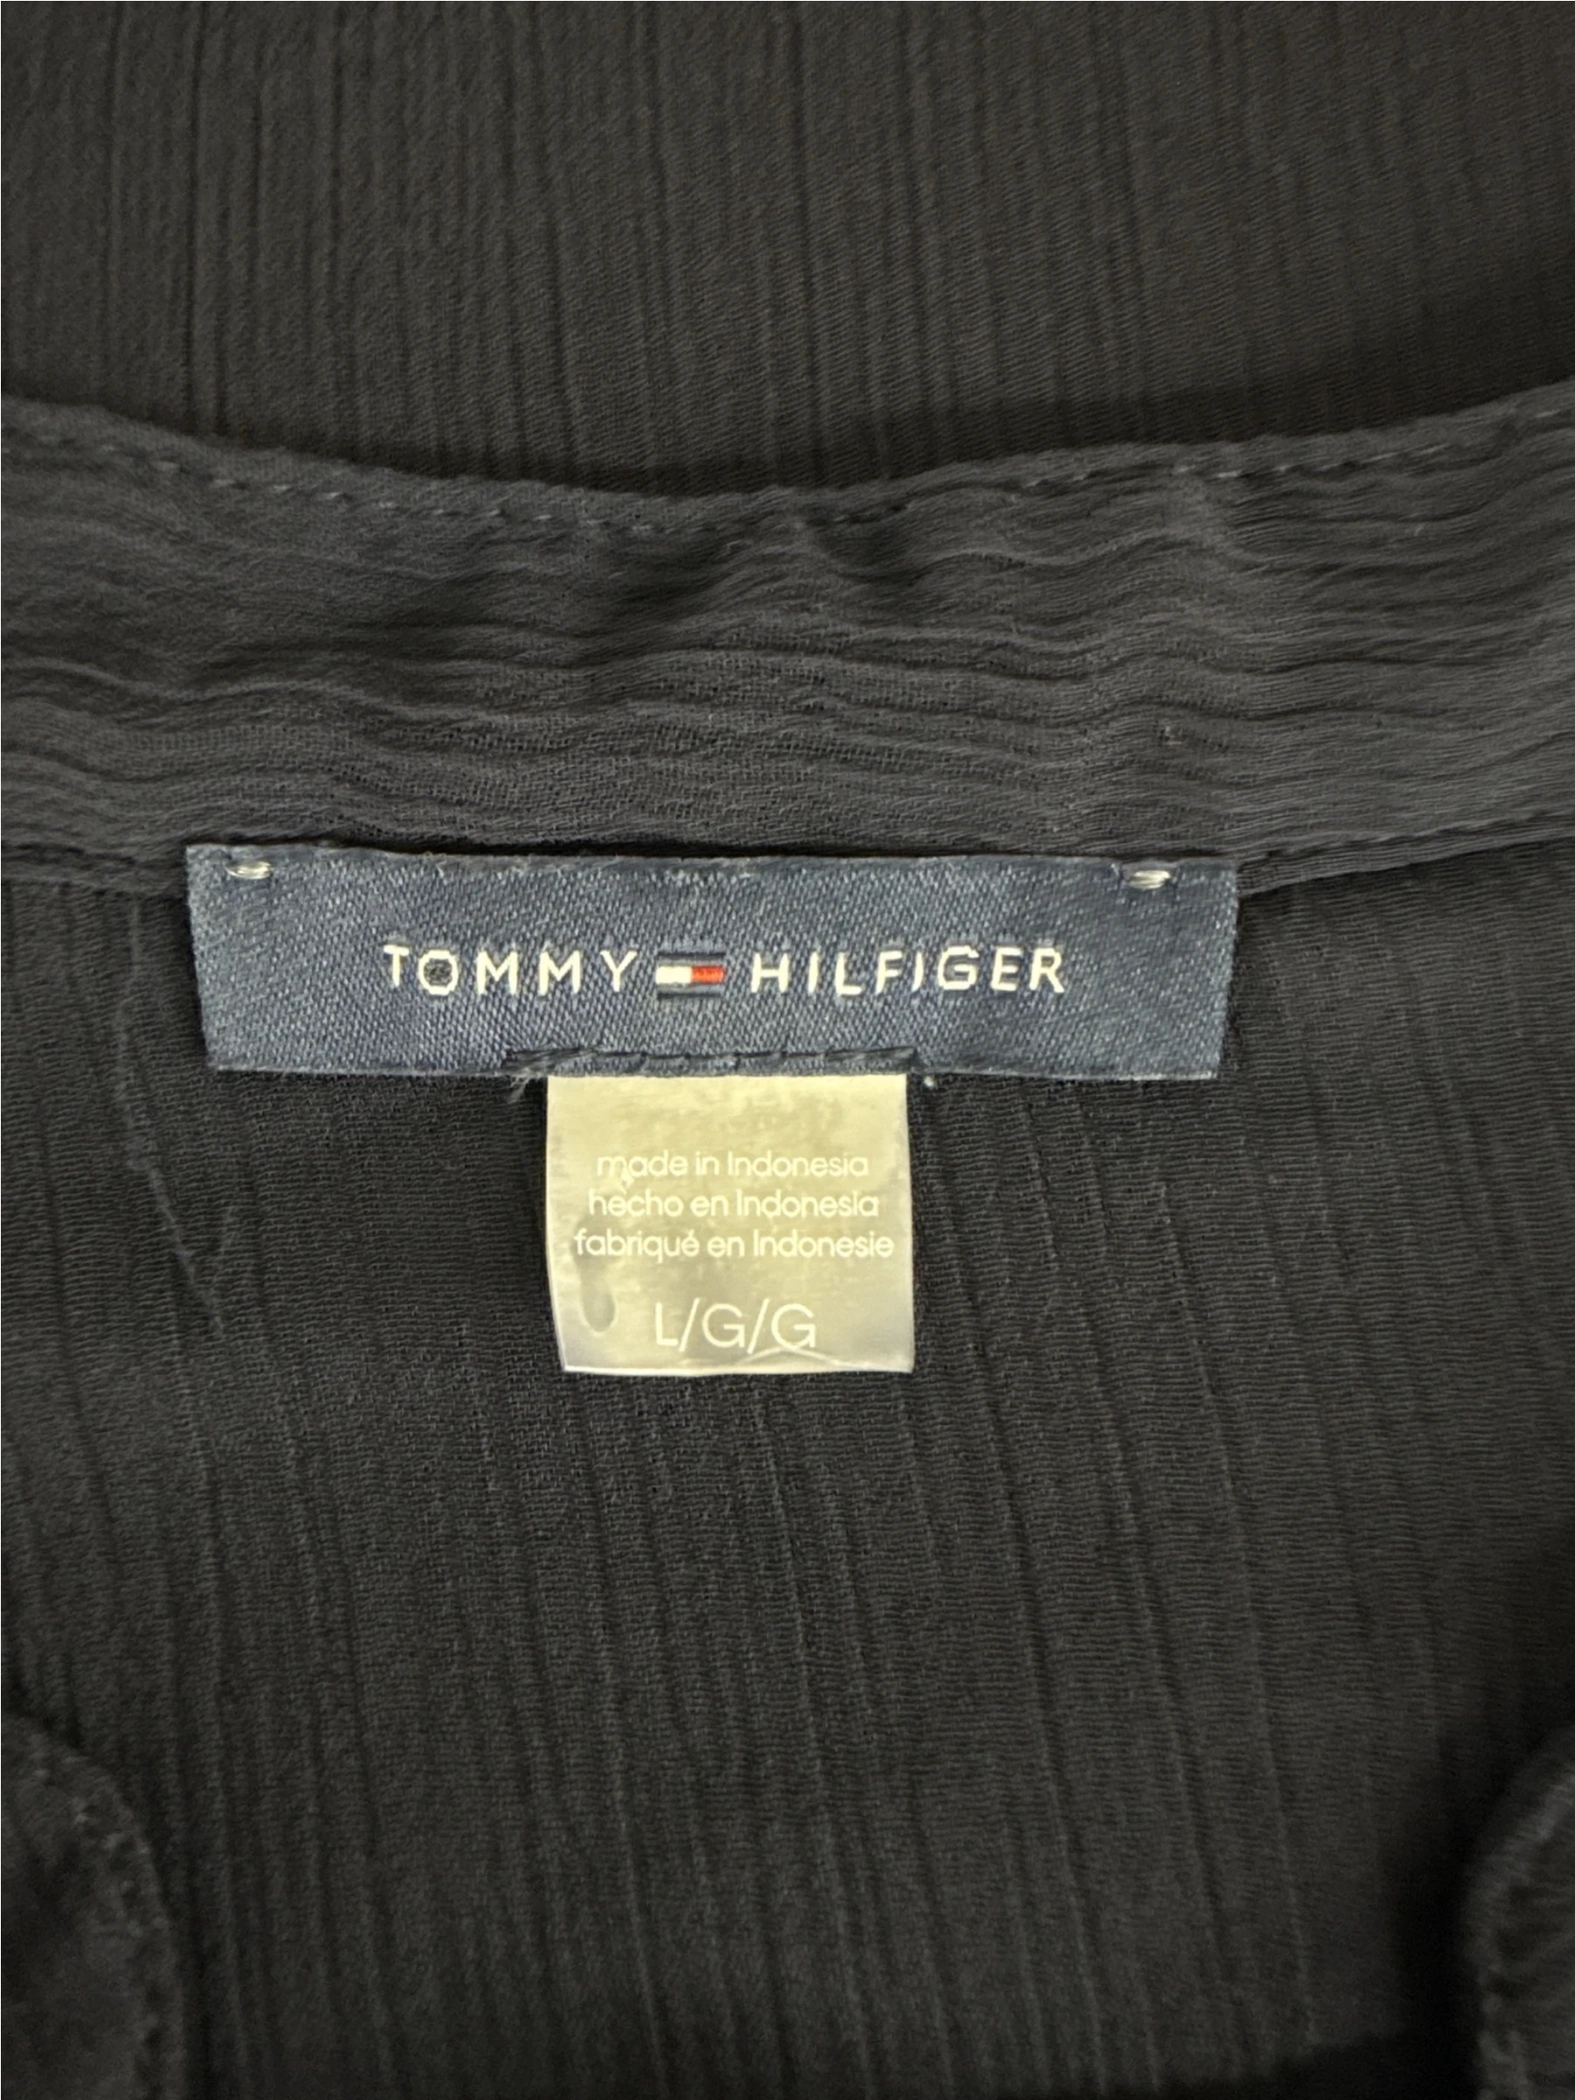 TOMMY HILFIGER
made in Indonesia
hecho en Indonesia
fabriqué en Indonesie
L/G/G